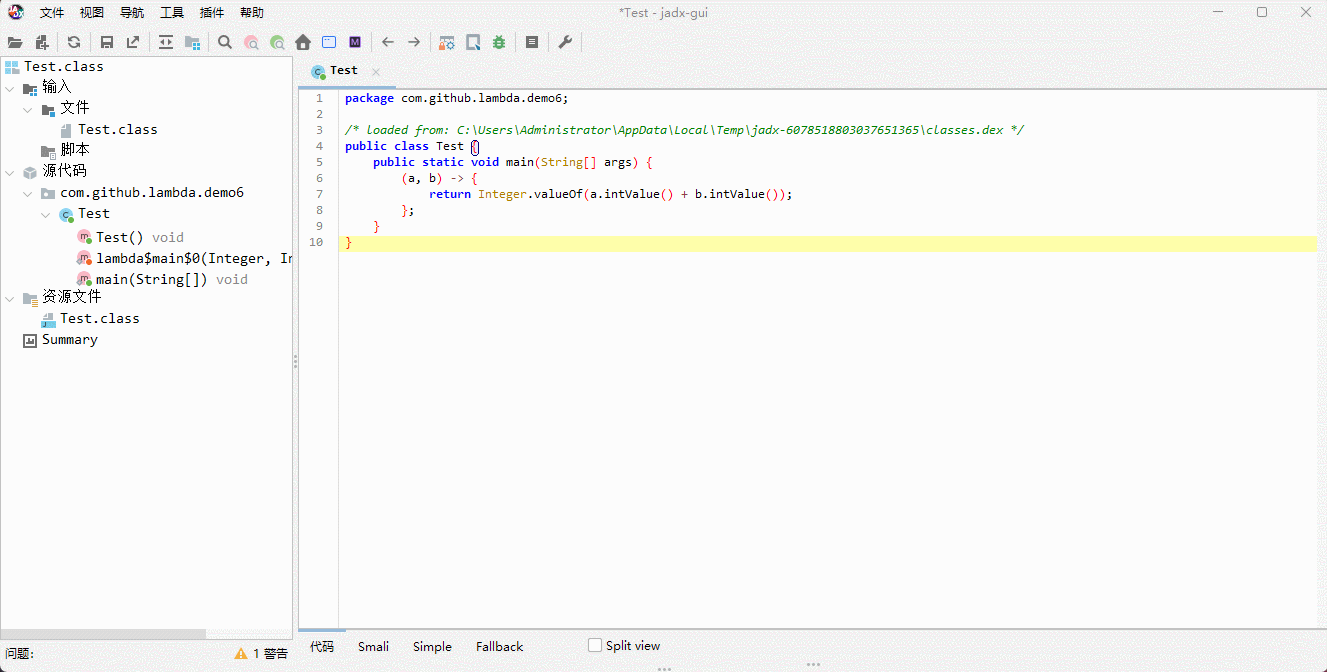 文件 视图 导航 工具 插件 帮助 *Test - jadx-gui
Test.class
输入
文件
Test.class
脚本
源代码
com.github.lambda.demo6
Test
Test() void
lambda$main$0(Integer, In
main(String[]) void
资源文件
Test.class
Summary
问题: 1 警告
Test
1 package com.github.lambda.demo6;
2
3 /* loaded from: C:\Users\Administrator\AppData\Local\Temp\jadx-6078518803037651365\classes.dex */
4 public class Test {
5 public static void main(String[] args) {
6 (a, b) -> {
7 return Integer.valueOf(a.intValue() + b.intValue());
8 };
9 }
10 }
代码 Smali Simple Fallback Split view